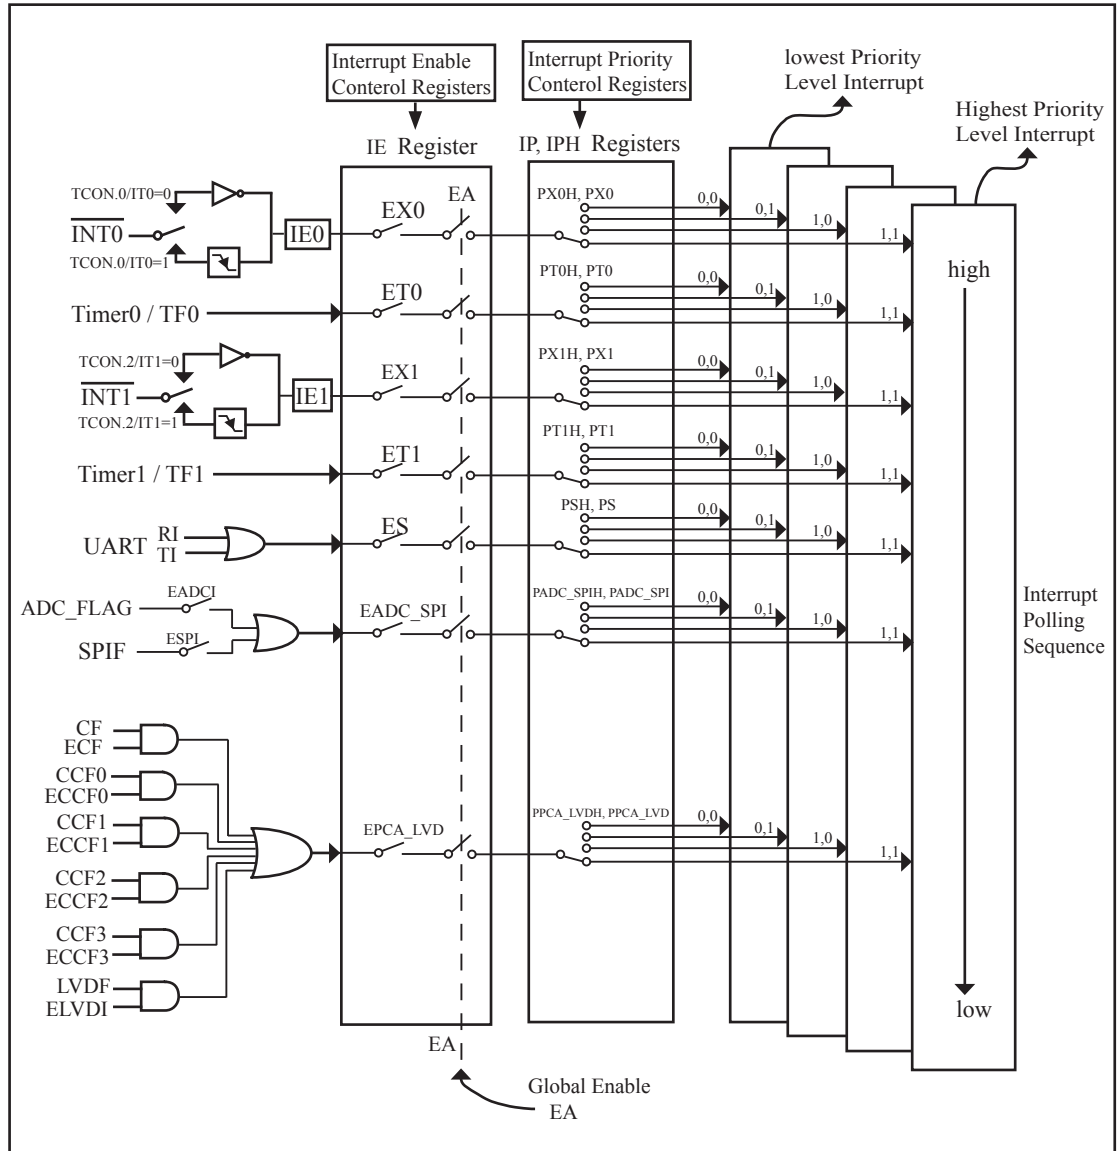 Interrupt Enable
Conterol Registers
Interrupt Priority
Conterol Registers
lowest Priority
Level Interrupt
Highest Priority
Level Interrupt
IE Register
IP, IPH Registers
TCON.0/IT0=0
INT0
TCON.0/IT0=1
IE0
EX0
EA
PX0H, PX0
0,0
0,1
1,0
1,1
high
Timer0 / TF0
ET0
PT0H, PT0
0,0
0,1
1,0
1,1
TCON.2/IT1=0
INT1
TCON.2/IT1=1
IE1
EX1
PX1H, PX1
0,0
0,1
1,0
1,1
Timer1 / TF1
ET1
PT1H, PT1
0,0
0,1
1,0
1,1
UART
RI
TI
ES
PSH, PS
0,0
0,1
1,0
1,1
ADC_FLAG
EADCI
SPIF
ESPI
EADC_SPI
PADC_SPIH, PADC_SPI
0,0
0,1
1,0
1,1
Interrupt
Polling
Sequence
CF
ECF
CCF0
ECCF0
CCF1
ECCF1
CCF2
ECCF2
CCF3
ECCF3
LVDF
ELVDI
EPCA_LVD
PPCA_LVDH, PPCA_LVD
0,0
0,1
1,0
1,1
low
EA
Global Enable
EA